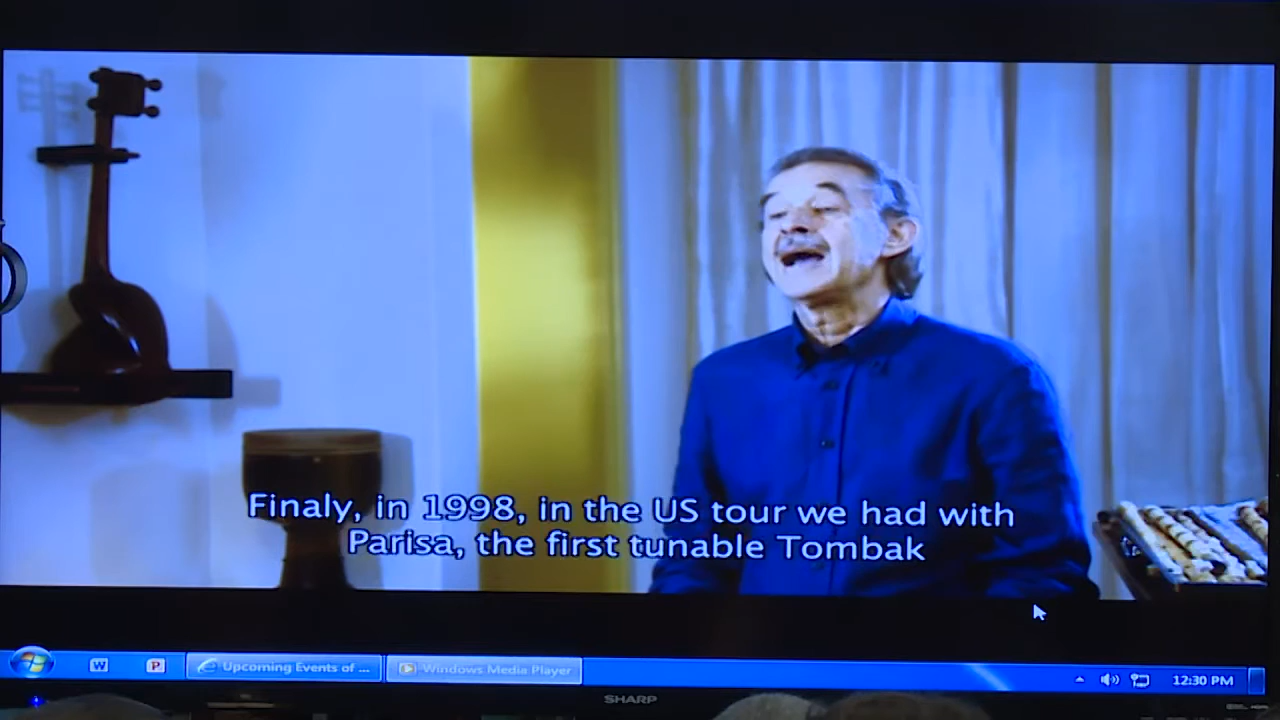 Finaly, in 1998, in the US tour we had with
Parisa, the first tunable Tombak
W
P
Upcoming Events of ...
Windows Media Player
12:30 PM
SHARP